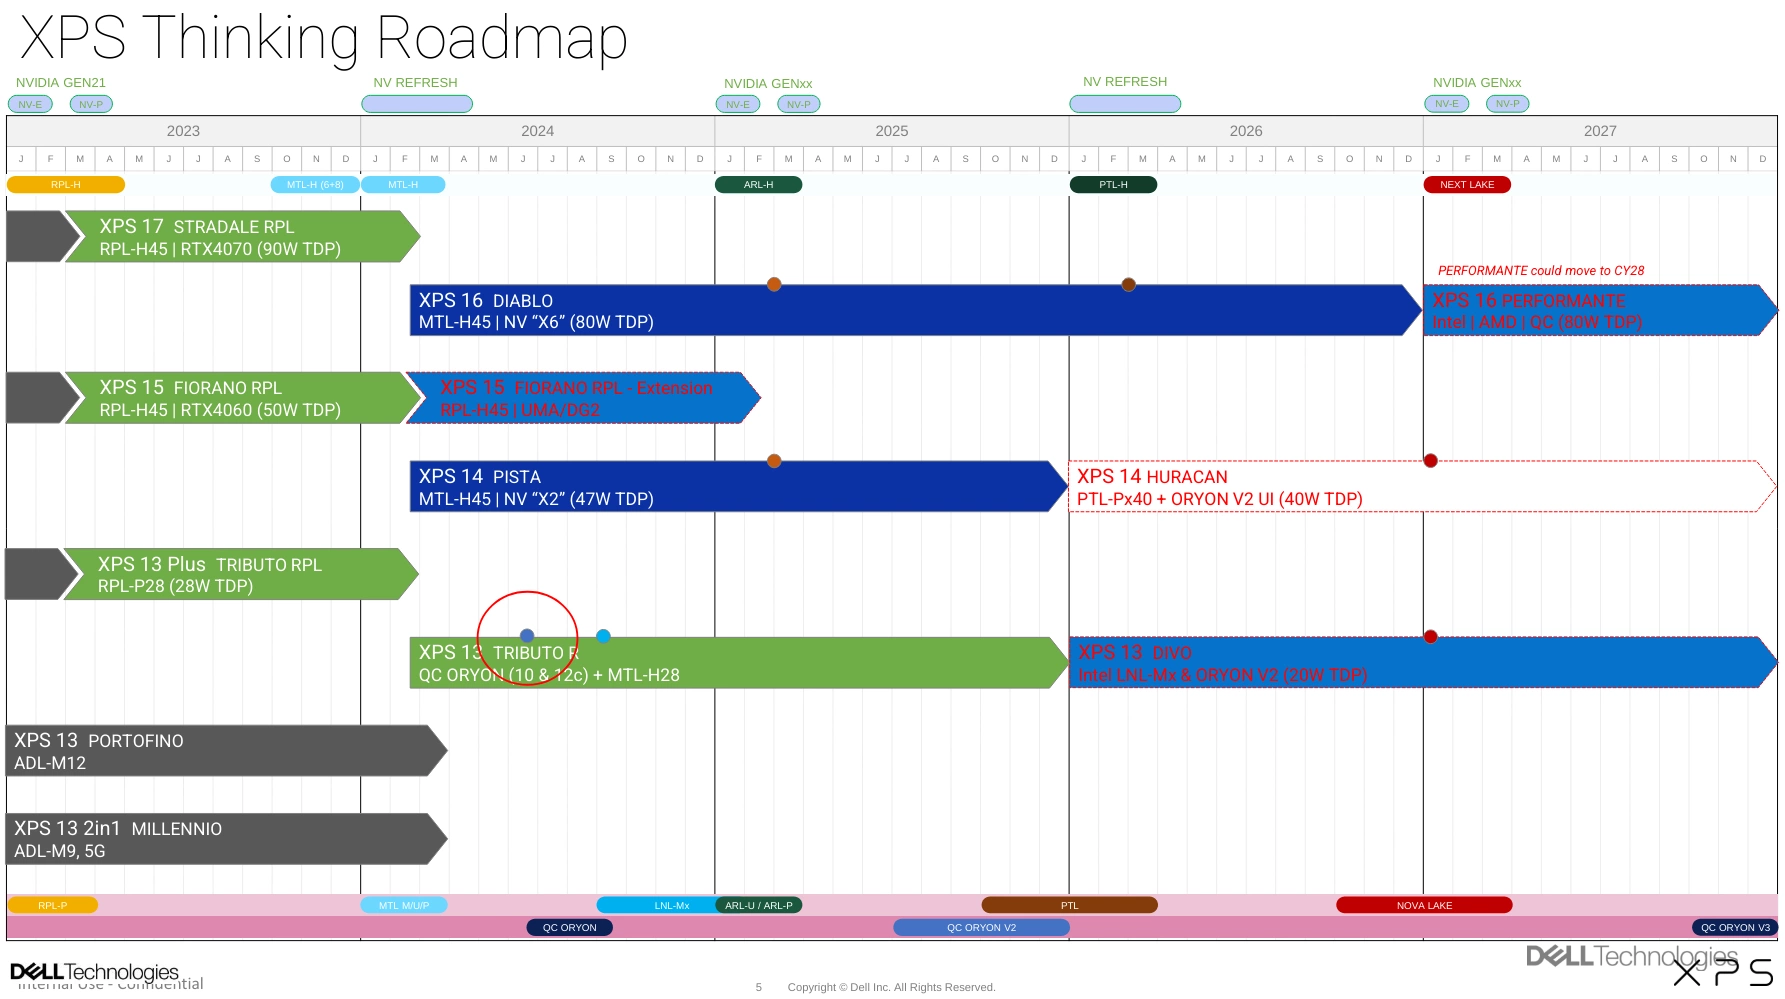 XPS Thinking Roadmap
NVIDIA GEN21
NV REFRESH
NVIDIA GENxx
NV REFRESH
NVIDIA GENxx
NV-E NV-P
NV-E NV-P
NV-E NV-P
2023 2024 2025 2026 2027
J F M A M J J A S O N D J F M A M J J A S O N D J F M A M J J A S O N D J F M A M J J A S O N D J F M A M J J A S O N D
RPL-H MTL-H (6+8) MTL-H ARL-H PTL-H NEXT LAKE
XPS 17 STRADALE RPL
RPL-H45 | RTX4070 (90W TDP)
PERFORMANTE could move to CY28
XPS 16 DIABLO
MTL-H45 | NV “X6” (80W TDP)
XPS 16 PERFORMANTE
Intel | AMD | QC (80W TDP)
XPS 15 FIORANO RPL
RPL-H45 | RTX4060 (50W TDP)
XPS 15 FIORANO RPL - Extension
RPL-H45 | UMA/DG2
XPS 14 PISTA
MTL-H45 | NV “X2” (47W TDP)
XPS 14 HURACAN
PTL-Px40 + ORYON V2 UI (40W TDP)
XPS 13 Plus TRIBUTO RPL
RPL-P28 (28W TDP)
XPS 13 TRIBUTO R
QC ORYON (10 & 12c) + MTL-H28
XPS 13 DIVO
Intel LNL-Mx & ORYON V2 (20W TDP)
XPS 13 PORTOFINO
ADL-M12
XPS 13 2in1 MILLENNIO
ADL-M9, 5G
RPL-P MTL M/U/P LNL-Mx ARL-U / ARL-P PTL NOVA LAKE
QC ORYON QC ORYON V2 QC ORYON V3
DELLTechnologies
DELLTechnologies
XPS
Internal Use - Confidential
5 Copyright © Dell Inc. All Rights Reserved.